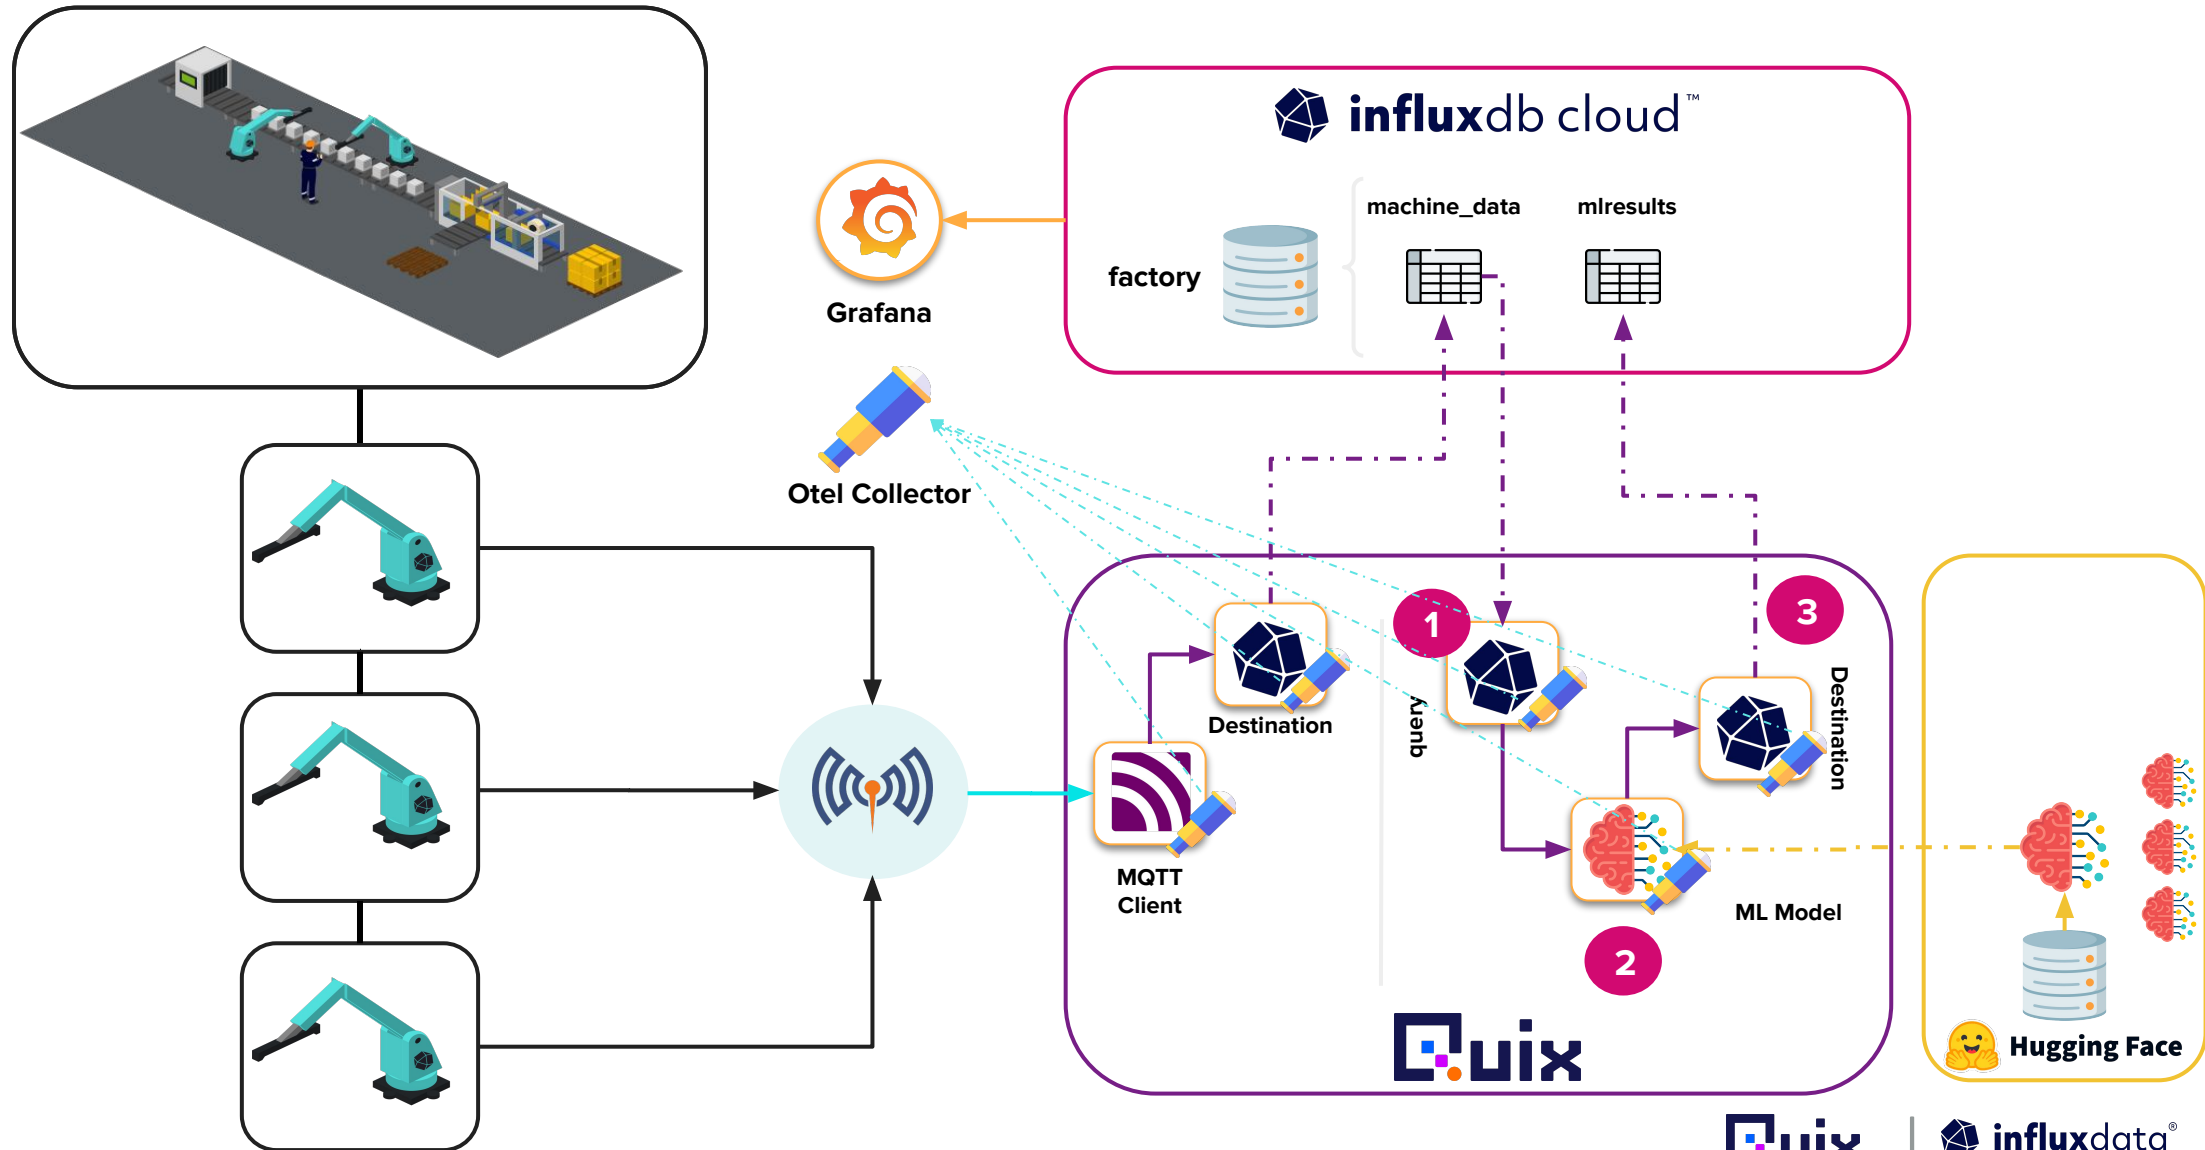 influxdb cloud™
machine_data
mlresults
factory
Grafana
Otel Collector
1
3
Destination
query
Destination
MQTT
Client
ML Model
2
Quix
Hugging Face
Quix
influxdata®